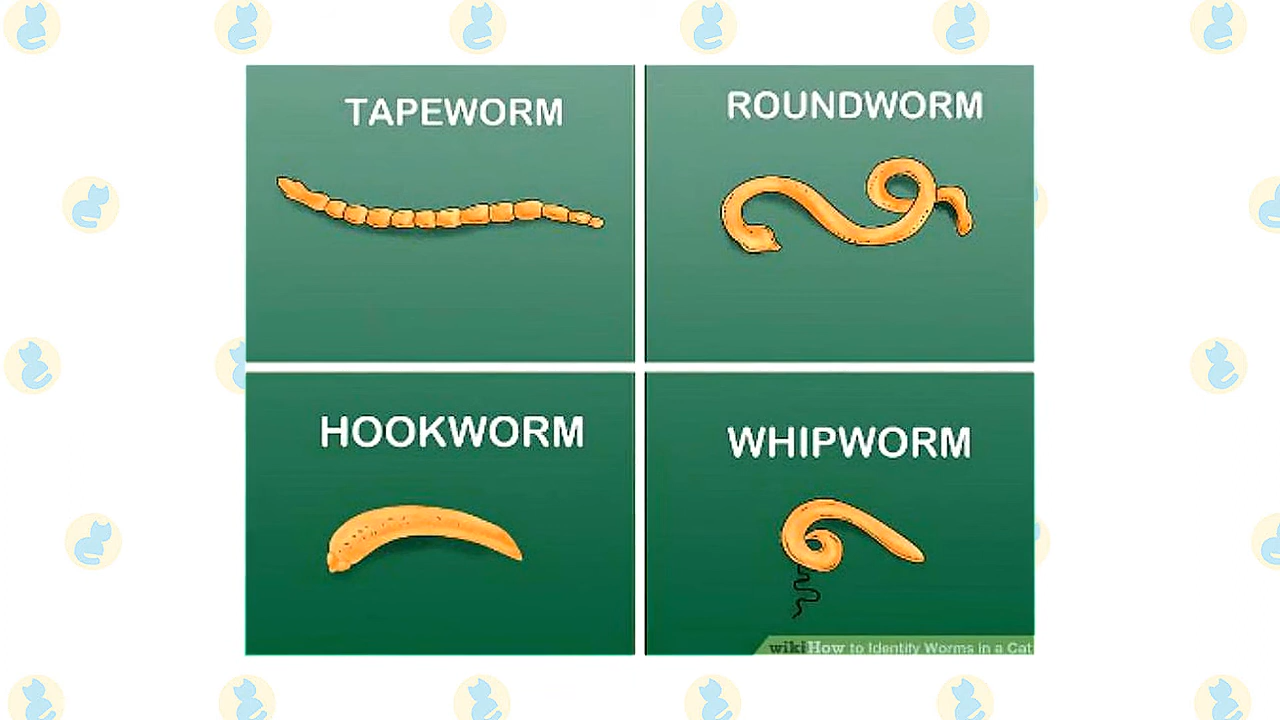 TAPEWORM
ROUNDWORM
HOOKWORM
WHIPWORM
wikiHow to Identify Worms in a Cat